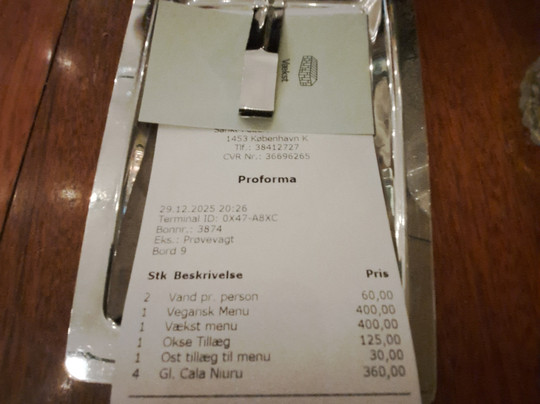 Vækst
1453 København K
Tlf.: 38412727
CVR Nr.: 36696265
Proforma
29.12.2025 20:26
Terminal ID: 0X47-A8XC
Bonnr.: 3874
Eks.: Prøvevagt
Bord 9
Stk Beskrivelse Pris
2 Vand pr. person 60,00
1 Vegansk Menu 400,00
1 Vækst menu 400,00
1 Okse Tillæg 125,00
1 Ost tillæg til menu 30,00
4 Gl. Cala Niuru 360,00